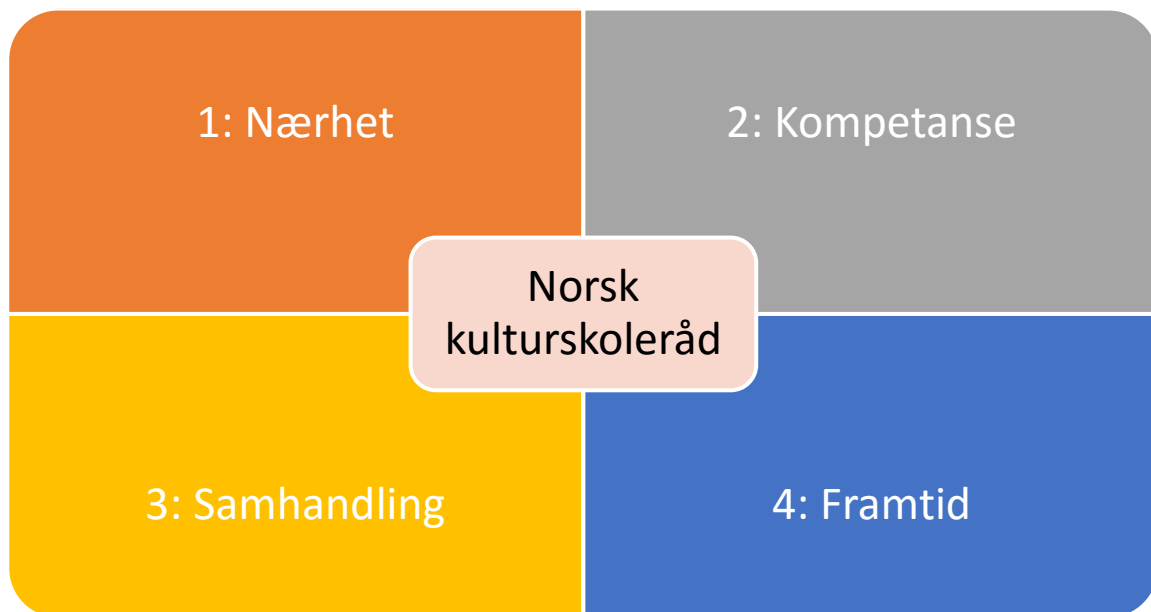 1: Nærhet
2: Kompetanse
Norsk
kulturskoleråd
3: Samhandling
4: Framtid